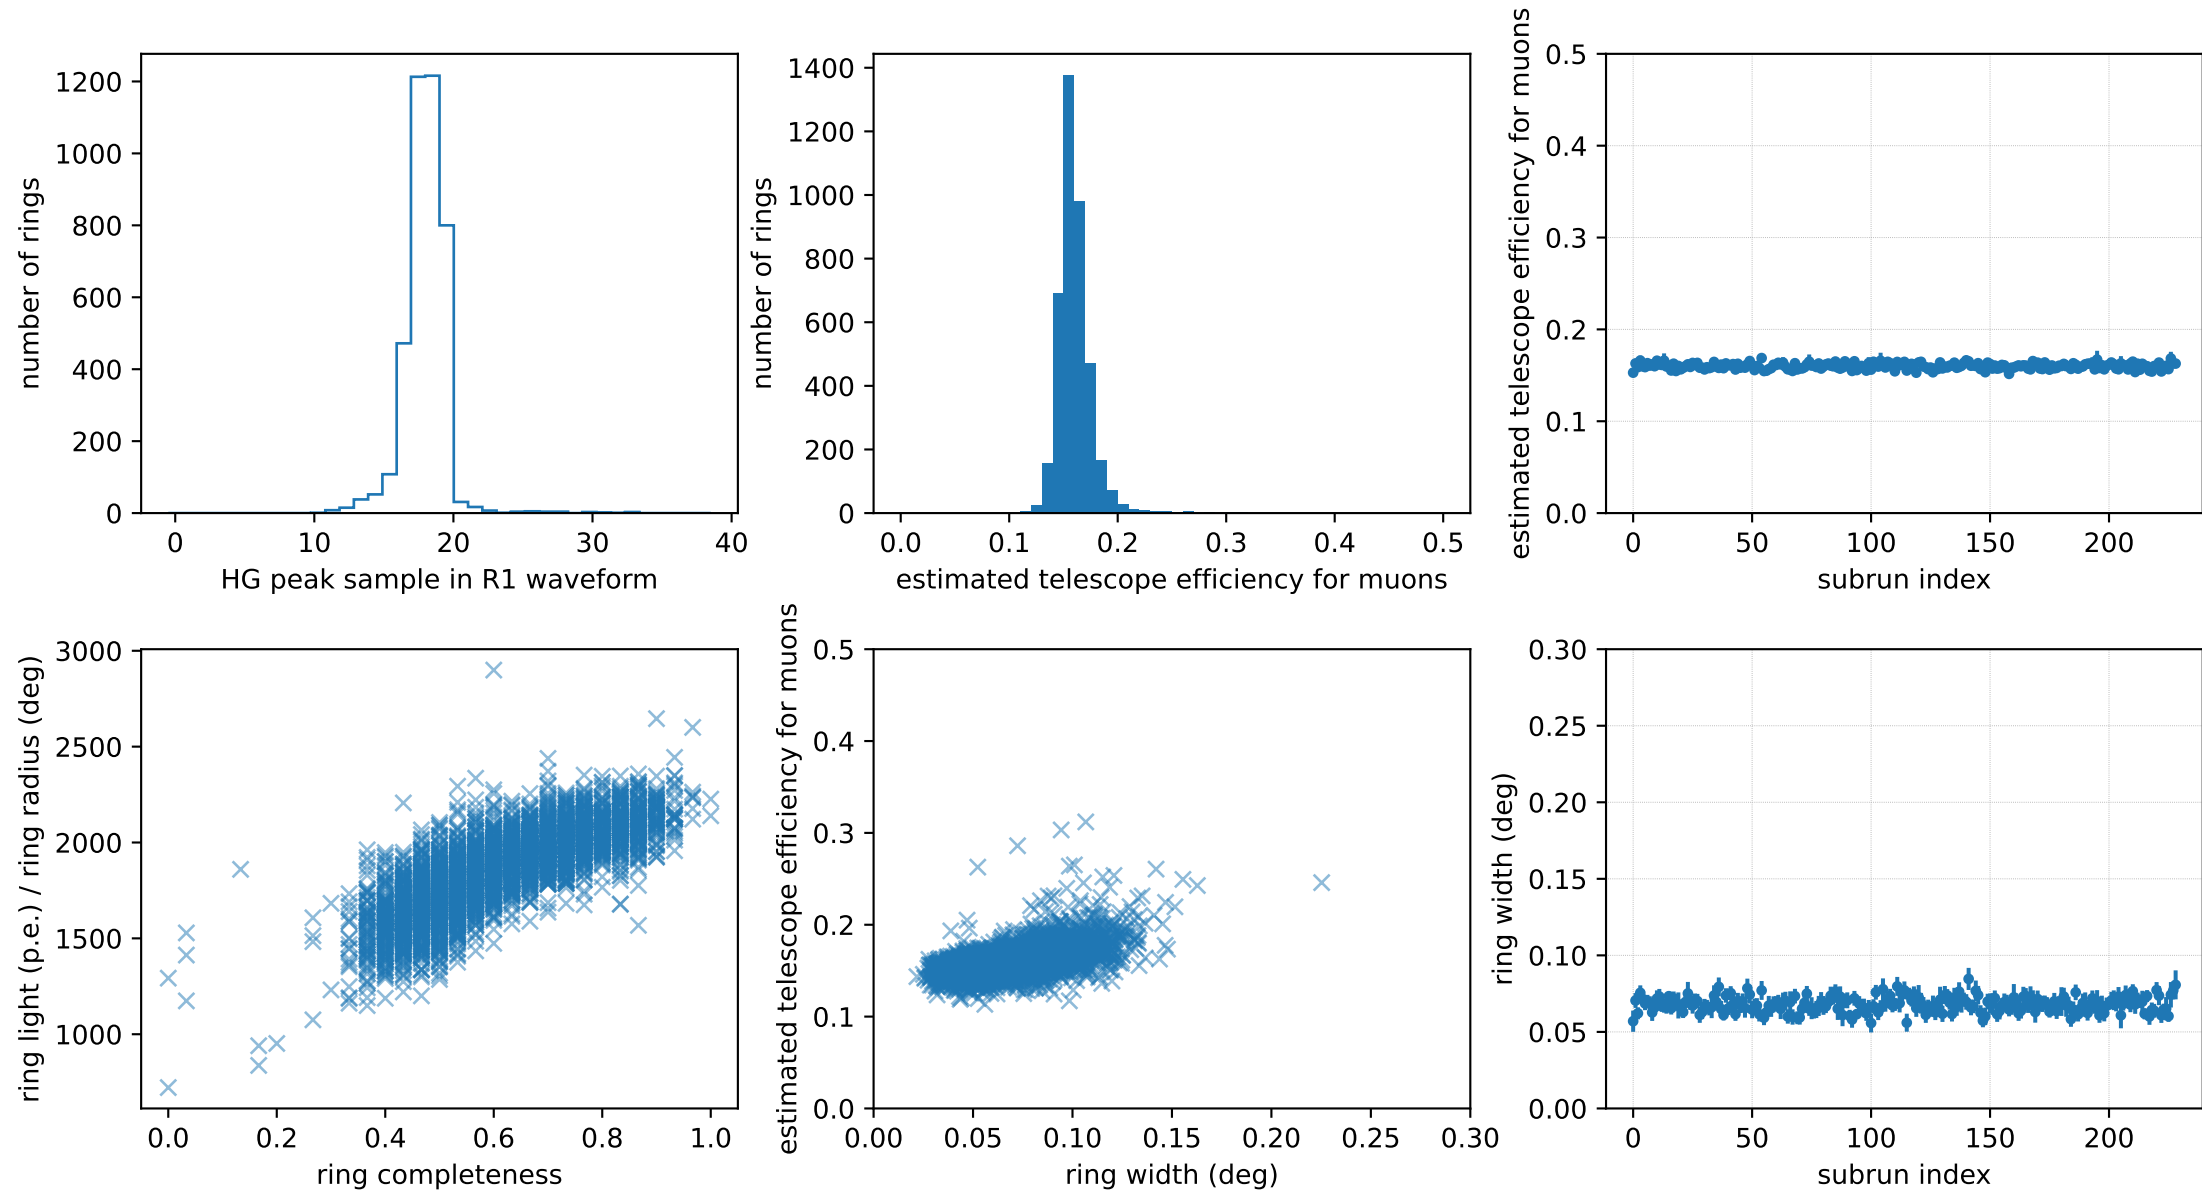 number of rings
1200
1000
800
600
400
200
0
0 10 20 30 40
HG peak sample in R1 waveform
number of rings
1400
1200
1000
800
600
400
200
0
0.0 0.1 0.2 0.3 0.4 0.5
estimated telescope efficiency for muons
estimated telescope efficiency for muons
0.5
0.4
0.3
0.2
0.1
0.0
0 50 100 150 200
subrun index
ring light (p.e.) / ring radius (deg)
3000
2500
2000
1500
1000
0.0 0.2 0.4 0.6 0.8 1.0
ring completeness
estimated telescope efficiency for muons
0.5
0.4
0.3
0.2
0.1
0.0
0.00 0.05 0.10 0.15 0.20 0.25 0.30
ring width (deg)
ring width (deg)
0.30
0.25
0.20
0.15
0.10
0.05
0.00
0 50 100 150 200
subrun index